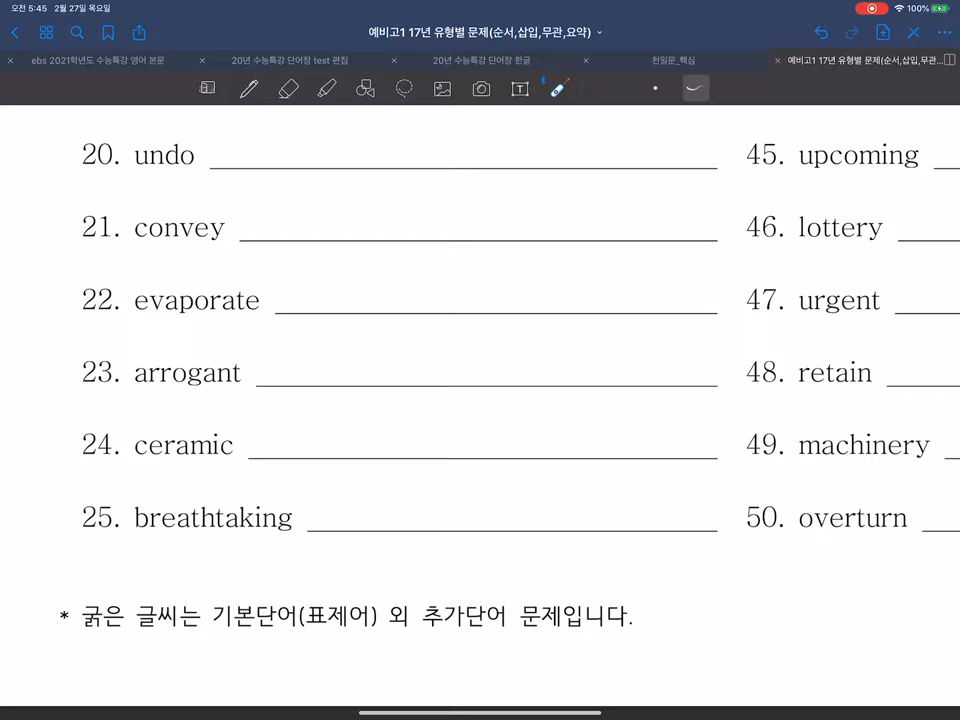 오전 5:45 2월 27일 목요일
100%
예비고1 17년 유형별 문제(순서,삽입,무관,요약)
ebs 2021학년도 수능특강 영어 본문
20년 수능특강 단어장 test 편집
20년 수능특강 단어장 한글
천일문_핵심
예비고1 17년 유형별 문제(순서,삽입,무관...
T
20. undo
21. convey
22. evaporate
23. arrogant
24. ceramic
25. breathtaking
45. upcoming
46. lottery
47. urgent
48. retain
49. machinery
50. overturn
* 굵은 글씨는 기본단어(표제어) 외 추가단어 문제입니다.